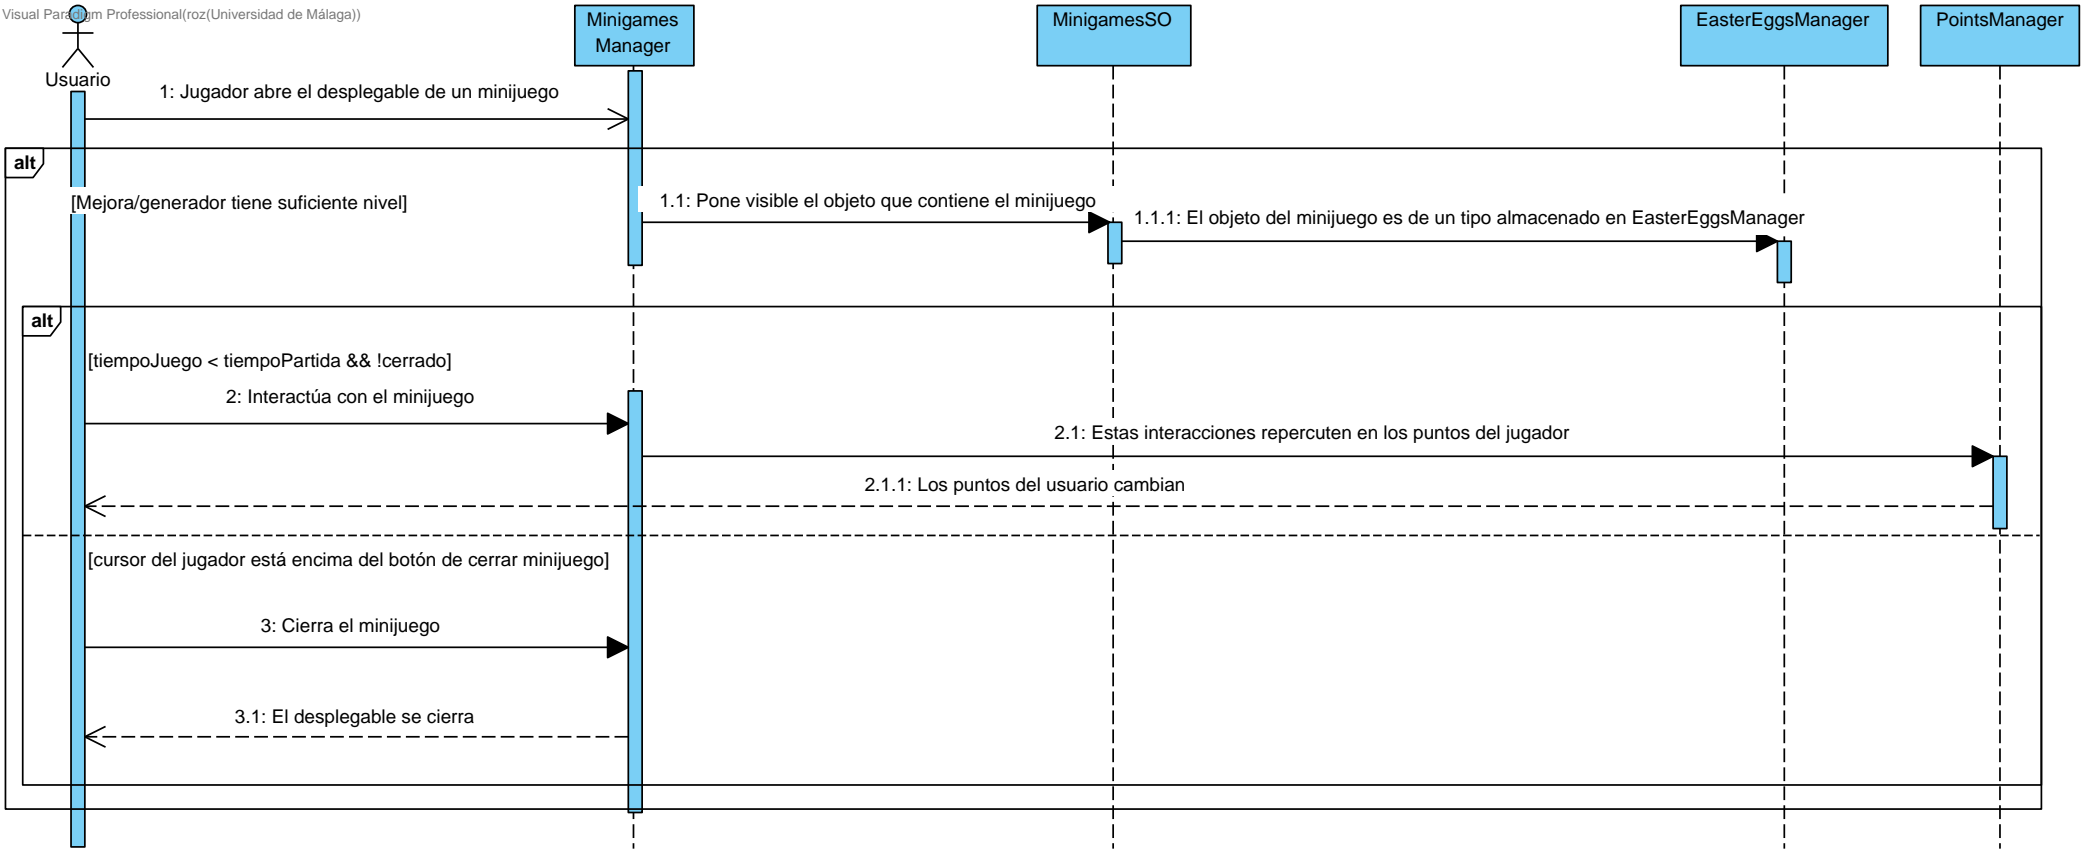 Visual Paradigm Professional(roz(Universidad de Málaga))
Usuario
Minigames
Manager
MinigamesSO
EasterEggsManager
PointsManager
1: Jugador abre el desplegable de un minijuego
alt
[Mejora/generador tiene suficiente nivel]
1.1: Pone visible el objeto que contiene el minijuego
1.1.1: El objeto del minijuego es de un tipo almacenado en EasterEggsManager
alt
[tiempoJuego < tiempoPartida && !cerrado]
2: Interactúa con el minijuego
2.1: Estas interacciones repercuten en los puntos del jugador
2.1.1: Los puntos del usuario cambian
[cursor del jugador está encima del botón de cerrar minijuego]
3: Cierra el minijuego
3.1: El desplegable se cierra